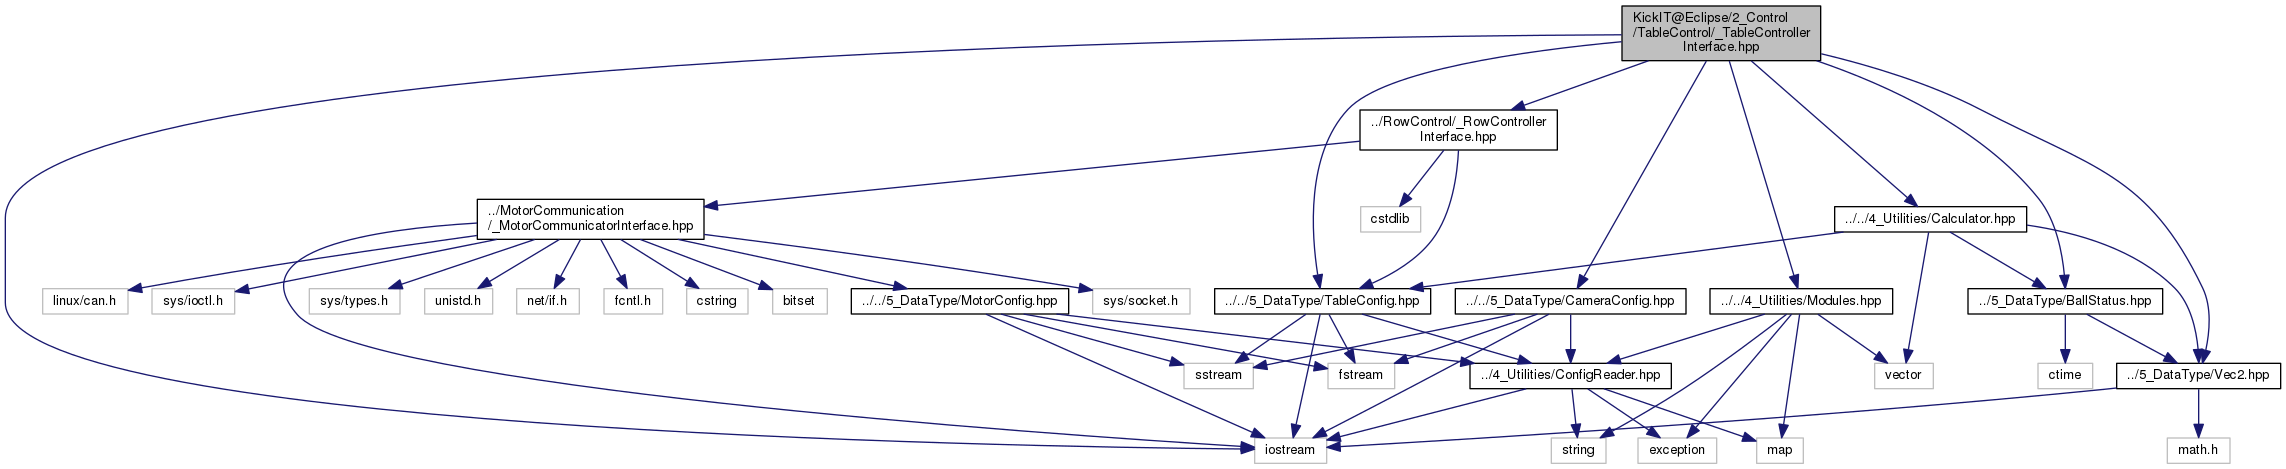 KickIT@Eclipse/2_Control
/TableControl/_TableController
Interface.hpp
../RowControl/_RowController
Interface.hpp
../MotorCommunication
/_MotorCommunicatorInterface.hpp
cstdlib
../../4_Utilities/Calculator.hpp
linux/can.h
sys/ioctl.h
sys/types.h
unistd.h
net/if.h
fcntl.h
cstring
bitset
../../5_DataType/MotorConfig.hpp
sys/socket.h
../../5_DataType/TableConfig.hpp
../../5_DataType/CameraConfig.hpp
../../4_Utilities/Modules.hpp
../5_DataType/BallStatus.hpp
sstream
fstream
../4_Utilities/ConfigReader.hpp
vector
ctime
../5_DataType/Vec2.hpp
iostream
string
exception
map
math.h